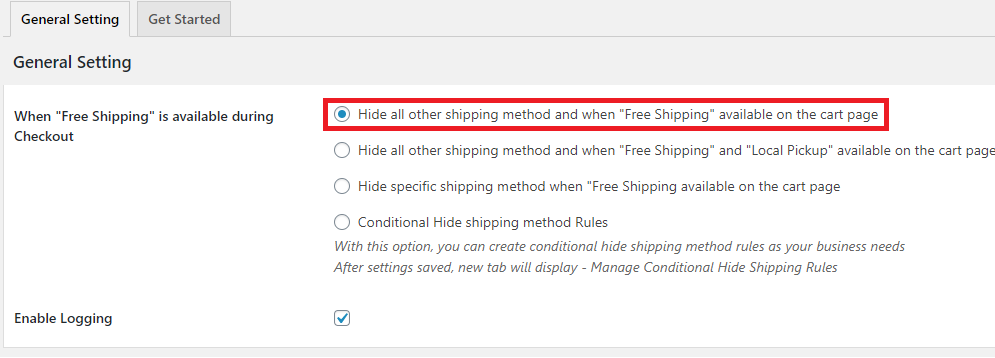 General Setting
Get Started
General Setting
When "Free Shipping" is available during
Checkout
Hide all other shipping method and when "Free Shipping" available on the cart page
Hide all other shipping method and when "Free Shipping" and "Local Pickup" available on the cart page
Hide specific shipping method when "Free Shipping available on the cart page
Conditional Hide shipping method Rules
With this option, you can create conditional hide shipping method rules as your business needs
After settings saved, new tab will display - Manage Conditional Hide Shipping Rules
Enable Logging